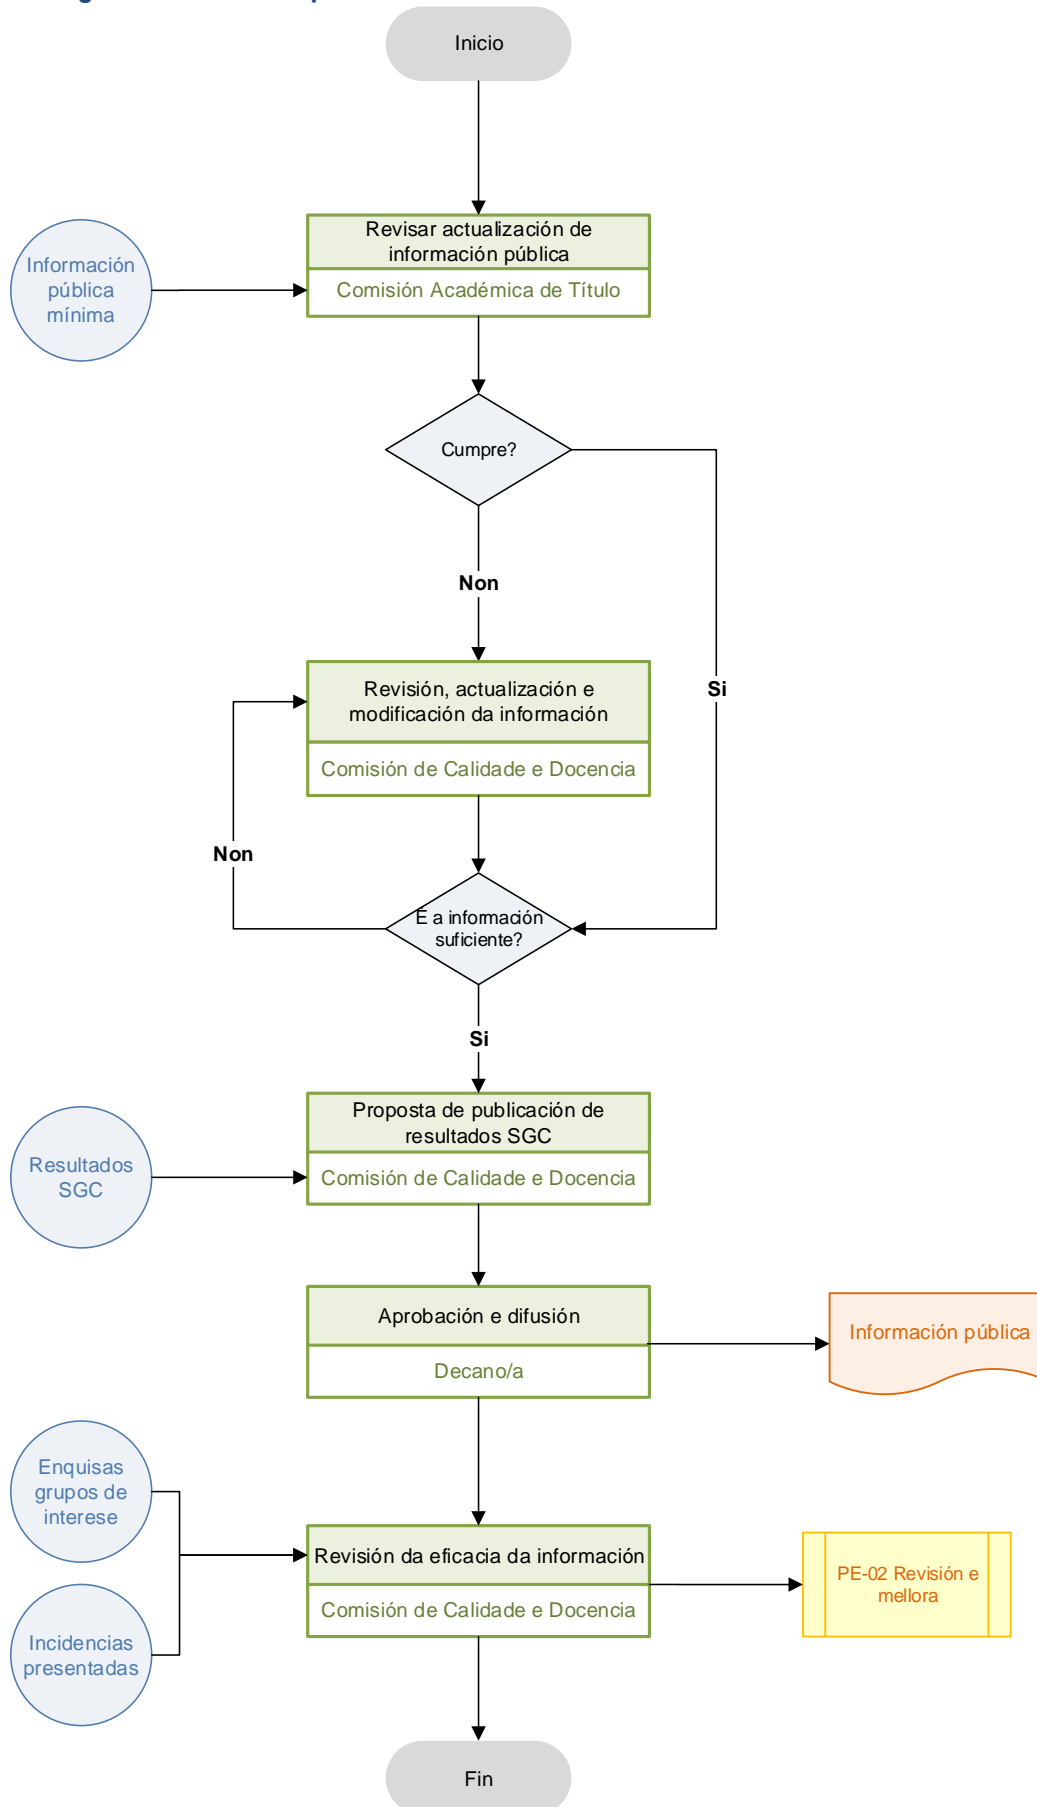 Inicio
Revisar actualización de
información pública
Comisión Académica de Título
Información
pública
mínima
Cumpre?
Non
Si
Revisión, actualización e
modificación da información
Comisión de Calidade e Docencia
Non
É a información
suficiente?
Si
Proposta de publicación de
resultados SGC
Comisión de Calidade e Docencia
Resultados
SGC
Aprobación e difusión
Decano/a
Información pública
Enquisas
grupos de
interese
Revisión da eficacia da información
Comisión de Calidade e Docencia
PE-02 Revisión e
mellora
Incidencias
presentadas
Fin